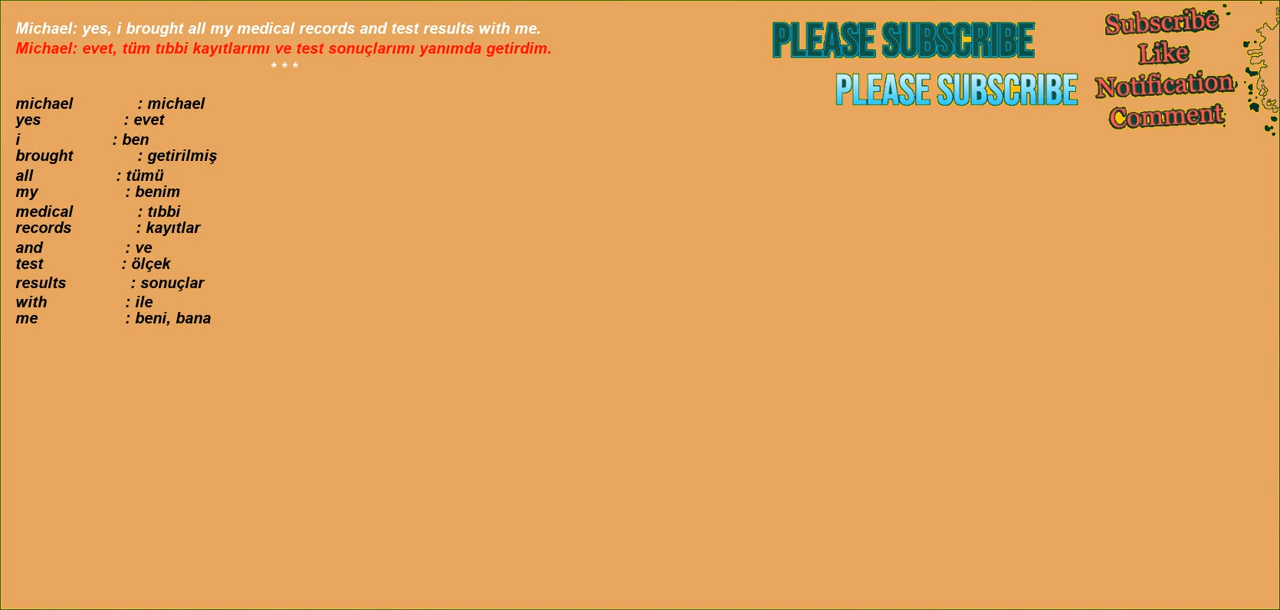 Michael: yes, i brought all my medical records and test results with me.
Michael: evet, tüm tıbbi kayıtlarımı ve test sonuçlarımı yanımda getirdim.
* * *
michael : michael
yes : evet
i : ben
brought : getirilmiş
all : tümü
my : benim
medical : tıbbi
records : kayıtlar
and : ve
test : ölçek
results : sonuçlar
with : ile
me : beni, bana
PLEASE SUBSCRIBE
PLEASE SUBSCRIBE
Subscribe
Like
Notification
Comment